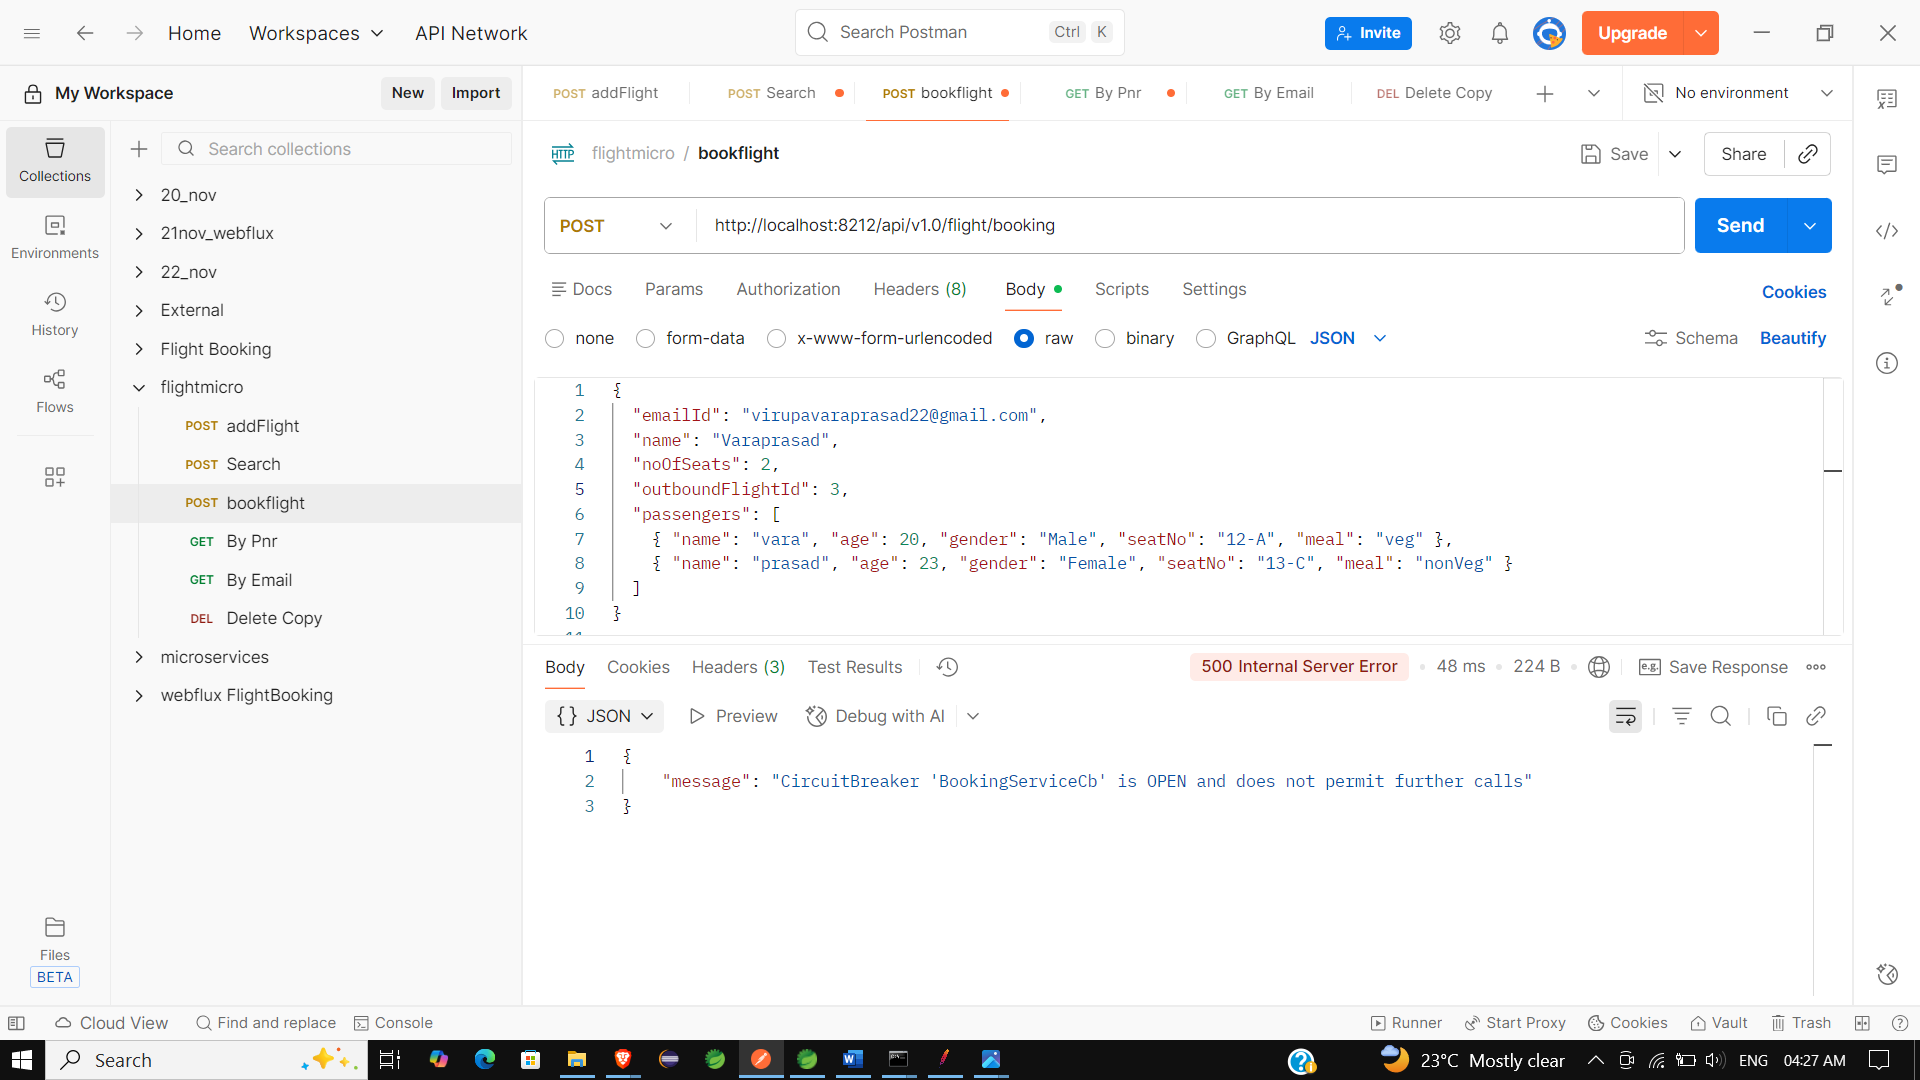 Home
Workspaces
API Network
Search Postman
Ctrl
K
Invite
Upgrade
My Workspace
New
Import
POST addFlight
POST Search
POST bookflight
GET By Pnr
GET By Email
DEL Delete Copy
No environment
Collections
Environments
History
Flows
Files
BETA
Search collections
20_nov
21nov_webflux
22_nov
External
Flight Booking
flightmicro
POST addFlight
POST Search
POST bookflight
GET By Pnr
GET By Email
DEL Delete Copy
microservices
webflux FlightBooking
HTTP flightmicro / bookflight
Save
Share
POST
http://localhost:8212/api/v1.0/flight/booking
Send
Docs
Params
Authorization
Headers (8)
Body
Scripts
Settings
Cookies
none
form-data
x-www-form-urlencoded
raw
binary
GraphQL
JSON
Schema
Beautify
1 {
2 "emailId": "virupavaraprasad22@gmail.com",
3 "name": "Varaprasad",
4 "noOfSeats": 2,
5 "outboundFlightId": 3,
6 "passengers": [
7 { "name": "vara", "age": 20, "gender": "Male", "seatNo": "12-A", "meal": "veg" },
8 { "name": "prasad", "age": 23, "gender": "Female", "seatNo": "13-C", "meal": "nonVeg" }
9 ]
10 }
11
Body
Cookies
Headers (3)
Test Results
500 Internal Server Error
48 ms
224 B
e.g. Save Response
{} JSON
Preview
Debug with AI
1 {
2 "message": "CircuitBreaker 'BookingServiceCb' is OPEN and does not permit further calls"
3 }
Cloud View
Find and replace
Console
Runner
Start Proxy
Cookies
Vault
Trash
Search
23°C Mostly clear
ENG
04:27 AM